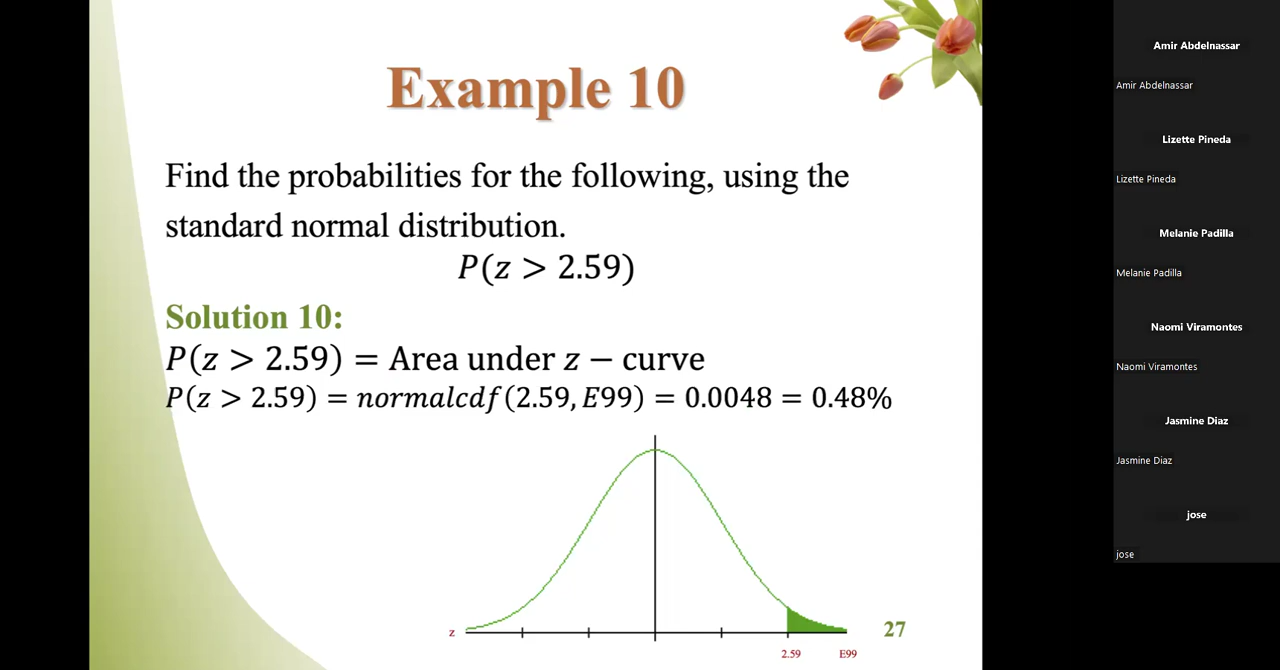 Example 10
Find the probabilities for the following, using the
standard normal distribution.
P(z > 2.59)
Solution 10:
P(z > 2.59) = Area under z − curve
P(z > 2.59) = normalcdf(2.59, E99) = 0.0048 = 0.48%
z
2.59
E99
27
Amir Abdelnassar
Amir Abdelnassar
Lizette Pineda
Lizette Pineda
Melanie Padilla
Melanie Padilla
Naomi Viramontes
Naomi Viramontes
Jasmine Diaz
Jasmine Diaz
jose
jose